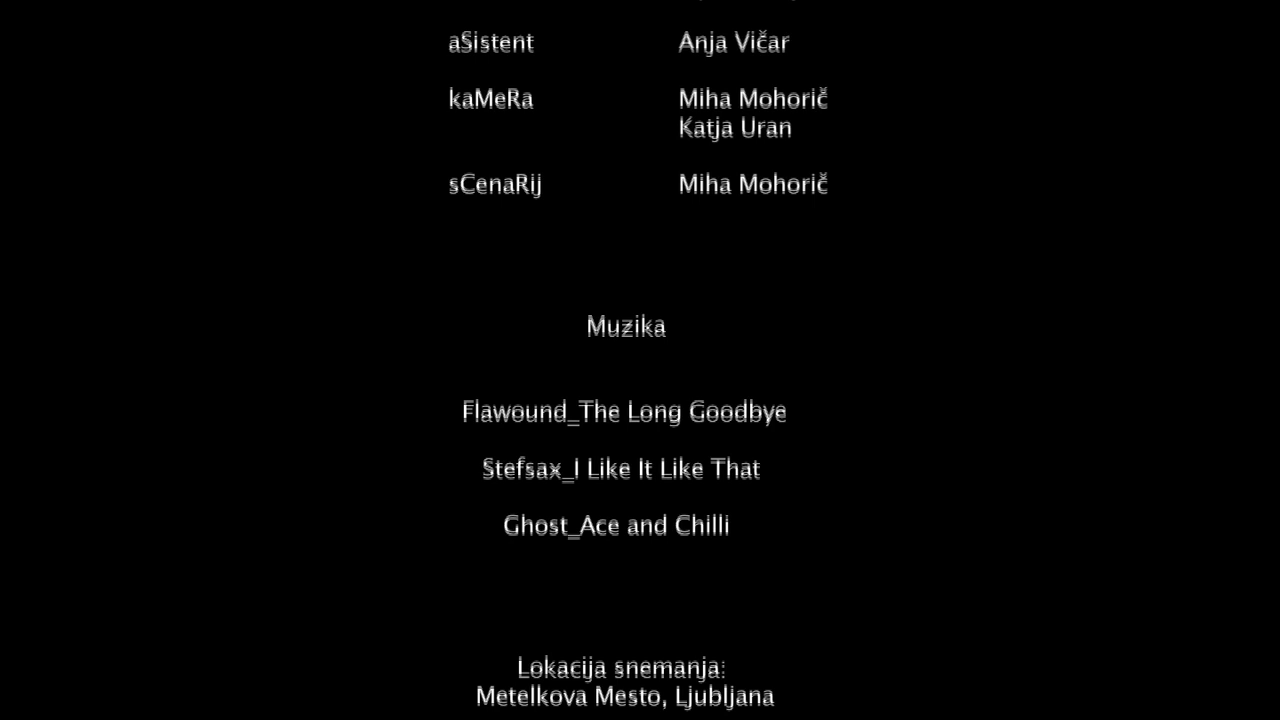 aSistent Anja Vičar
kaMeRa Miha Mohorič
Katja Uran
sCenaRij Miha Mohorič
Muzika
Flawound_The Long Goodbye
Stefsax_I Like It Like That
Ghost_Ace and Chilli
Lokacija snemanja:
Metelkova Mesto, Ljubljana